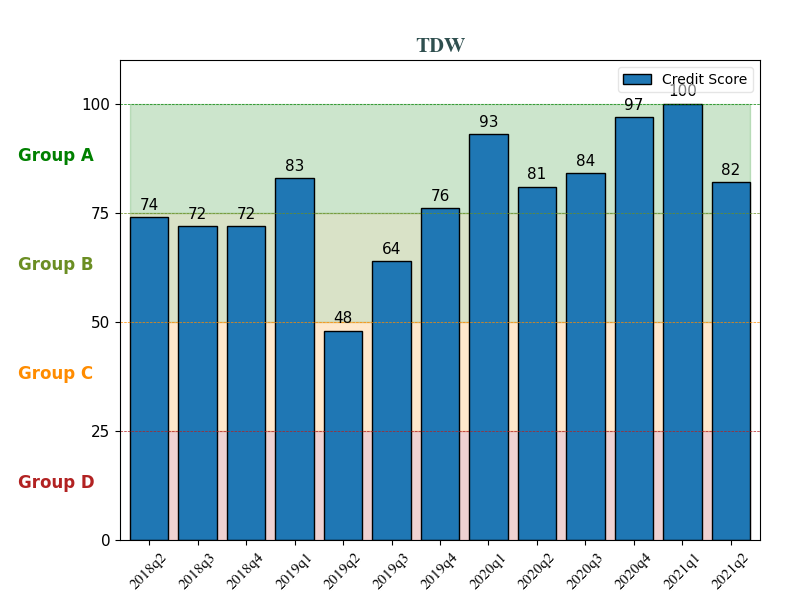 TDW
Credit Score
100
75
50
25
0
Group A
Group B
Group C
Group D
74
72
72
83
48
64
76
93
81
84
97
100
82
2018q2
2018q3
2018q4
2019q1
2019q2
2019q3
2019q4
2020q1
2020q2
2020q3
2020q4
2021q1
2021q2